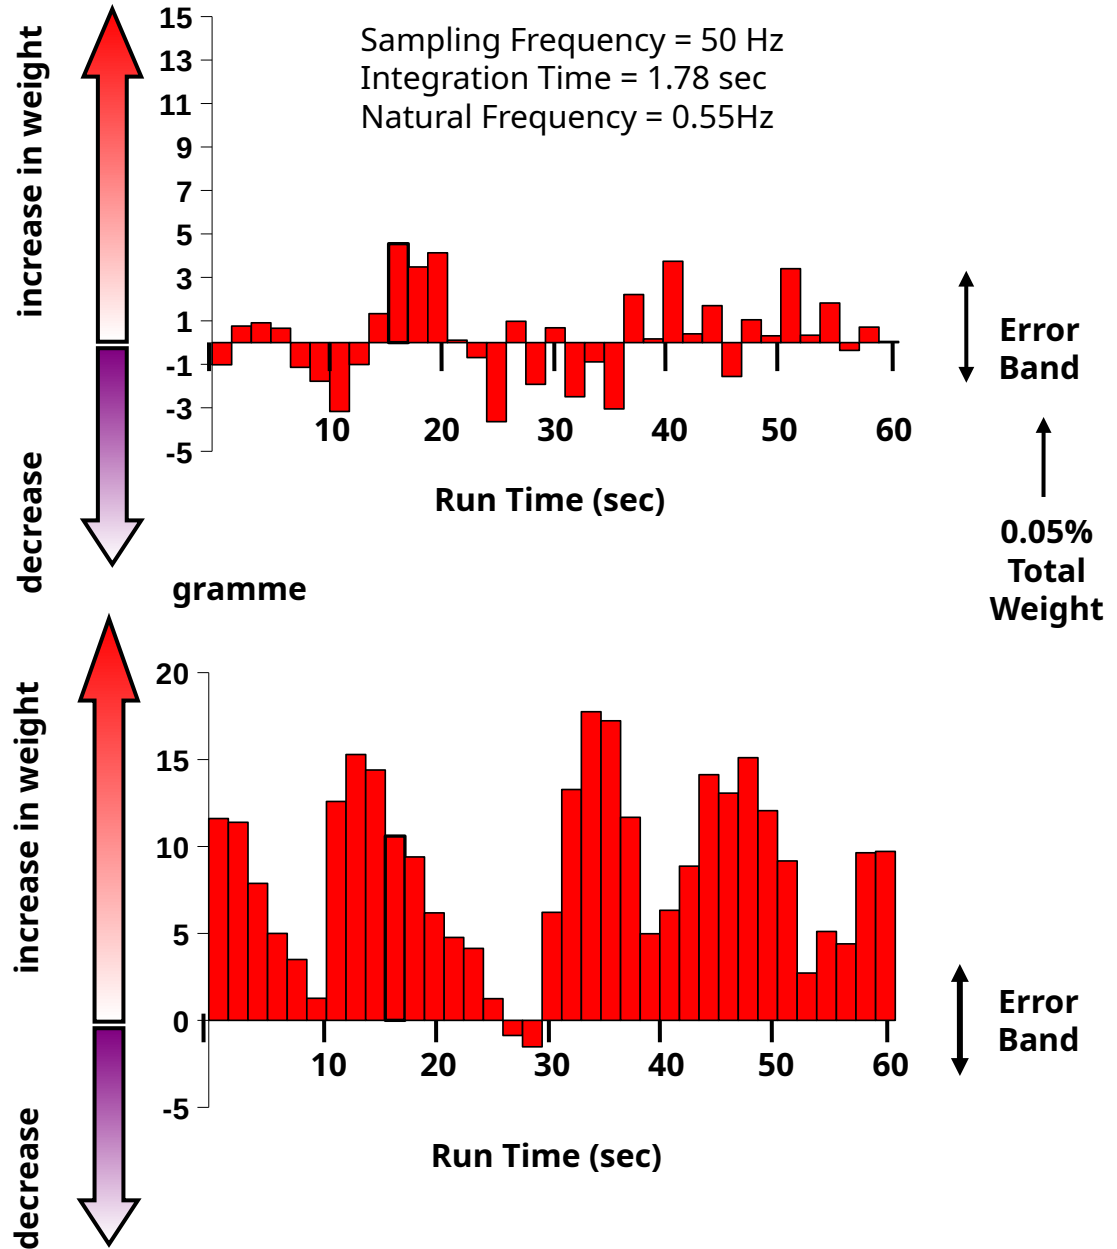 increase in weight
decrease
15
13
11
9
7
5
3
1
-1
-3
-5
Sampling Frequency = 50 Hz
Integration Time = 1.78 sec
Natural Frequency = 0.55Hz
10
20
30
40
50
60
Run Time (sec)
Error
Band
0.05%
Total
Weight
gramme
increase in weight
decrease
20
15
10
5
0
-5
10
20
30
40
50
60
Run Time (sec)
Error
Band